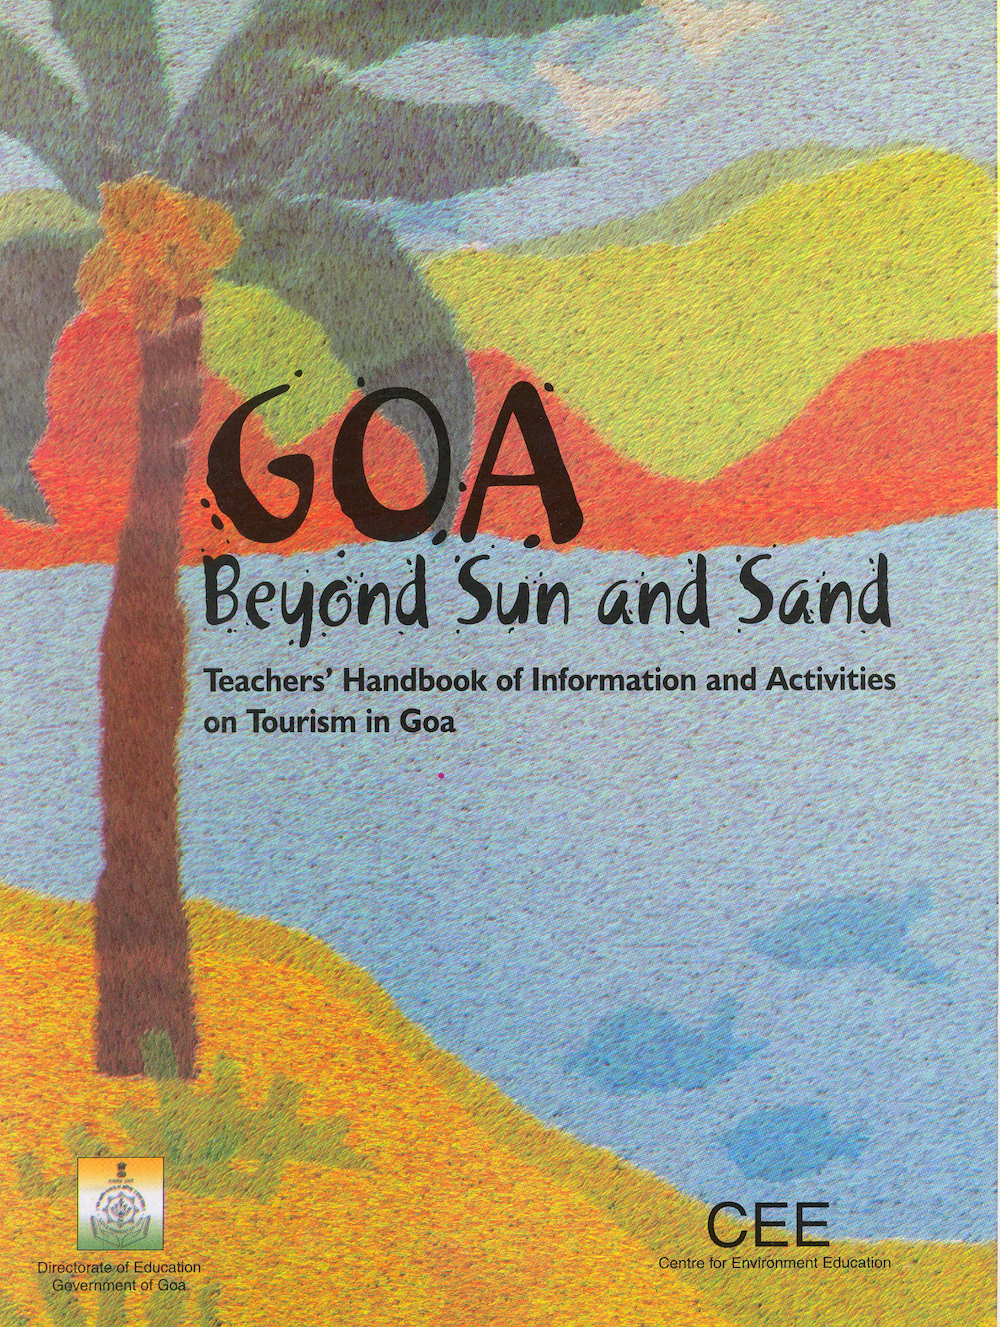 GOA
Beyond Sun and Sand
Teachers' Handbook of Information and Activities
on Tourism in Goa
Directorate of Education
Government of Goa
CEE
Centre for Environment Education